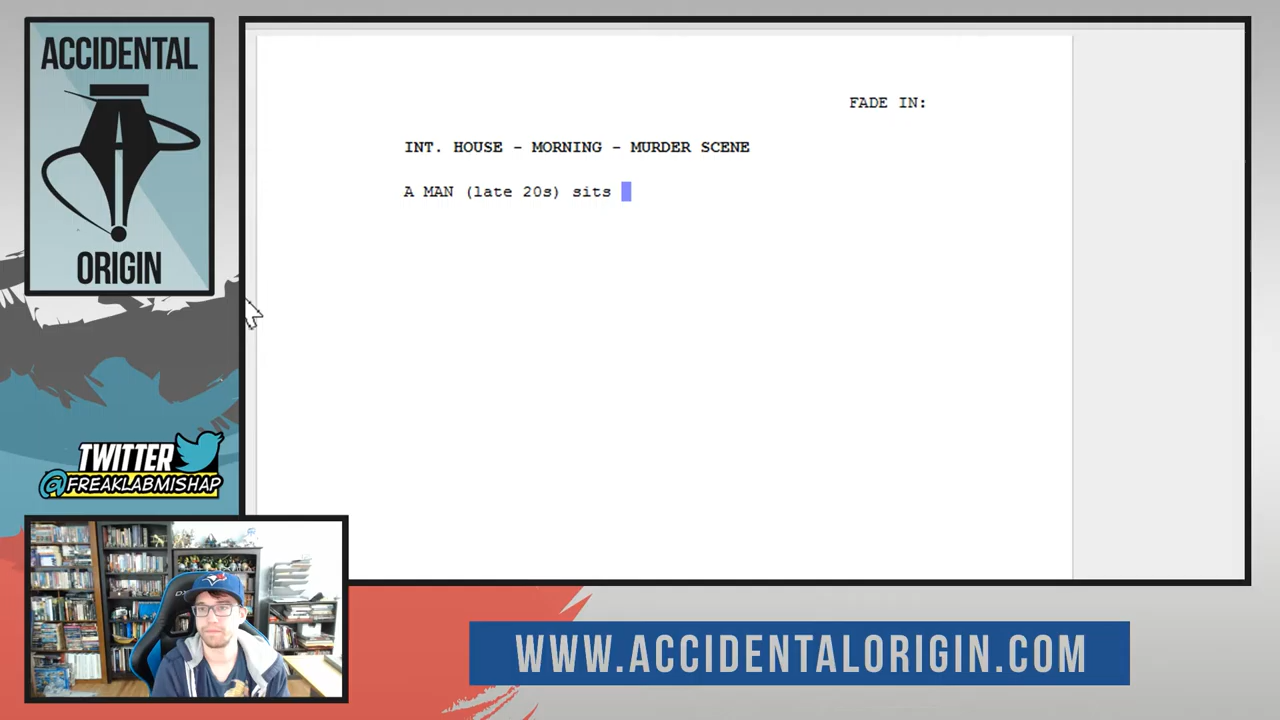 ACCIDENTAL
ORIGIN
FADE IN:
INT. HOUSE - MORNING - MURDER SCENE
A MAN (late 20s) sits
TWITTER
@FREAKLABMISHAP
WWW.ACCIDENTALORIGIN.COM